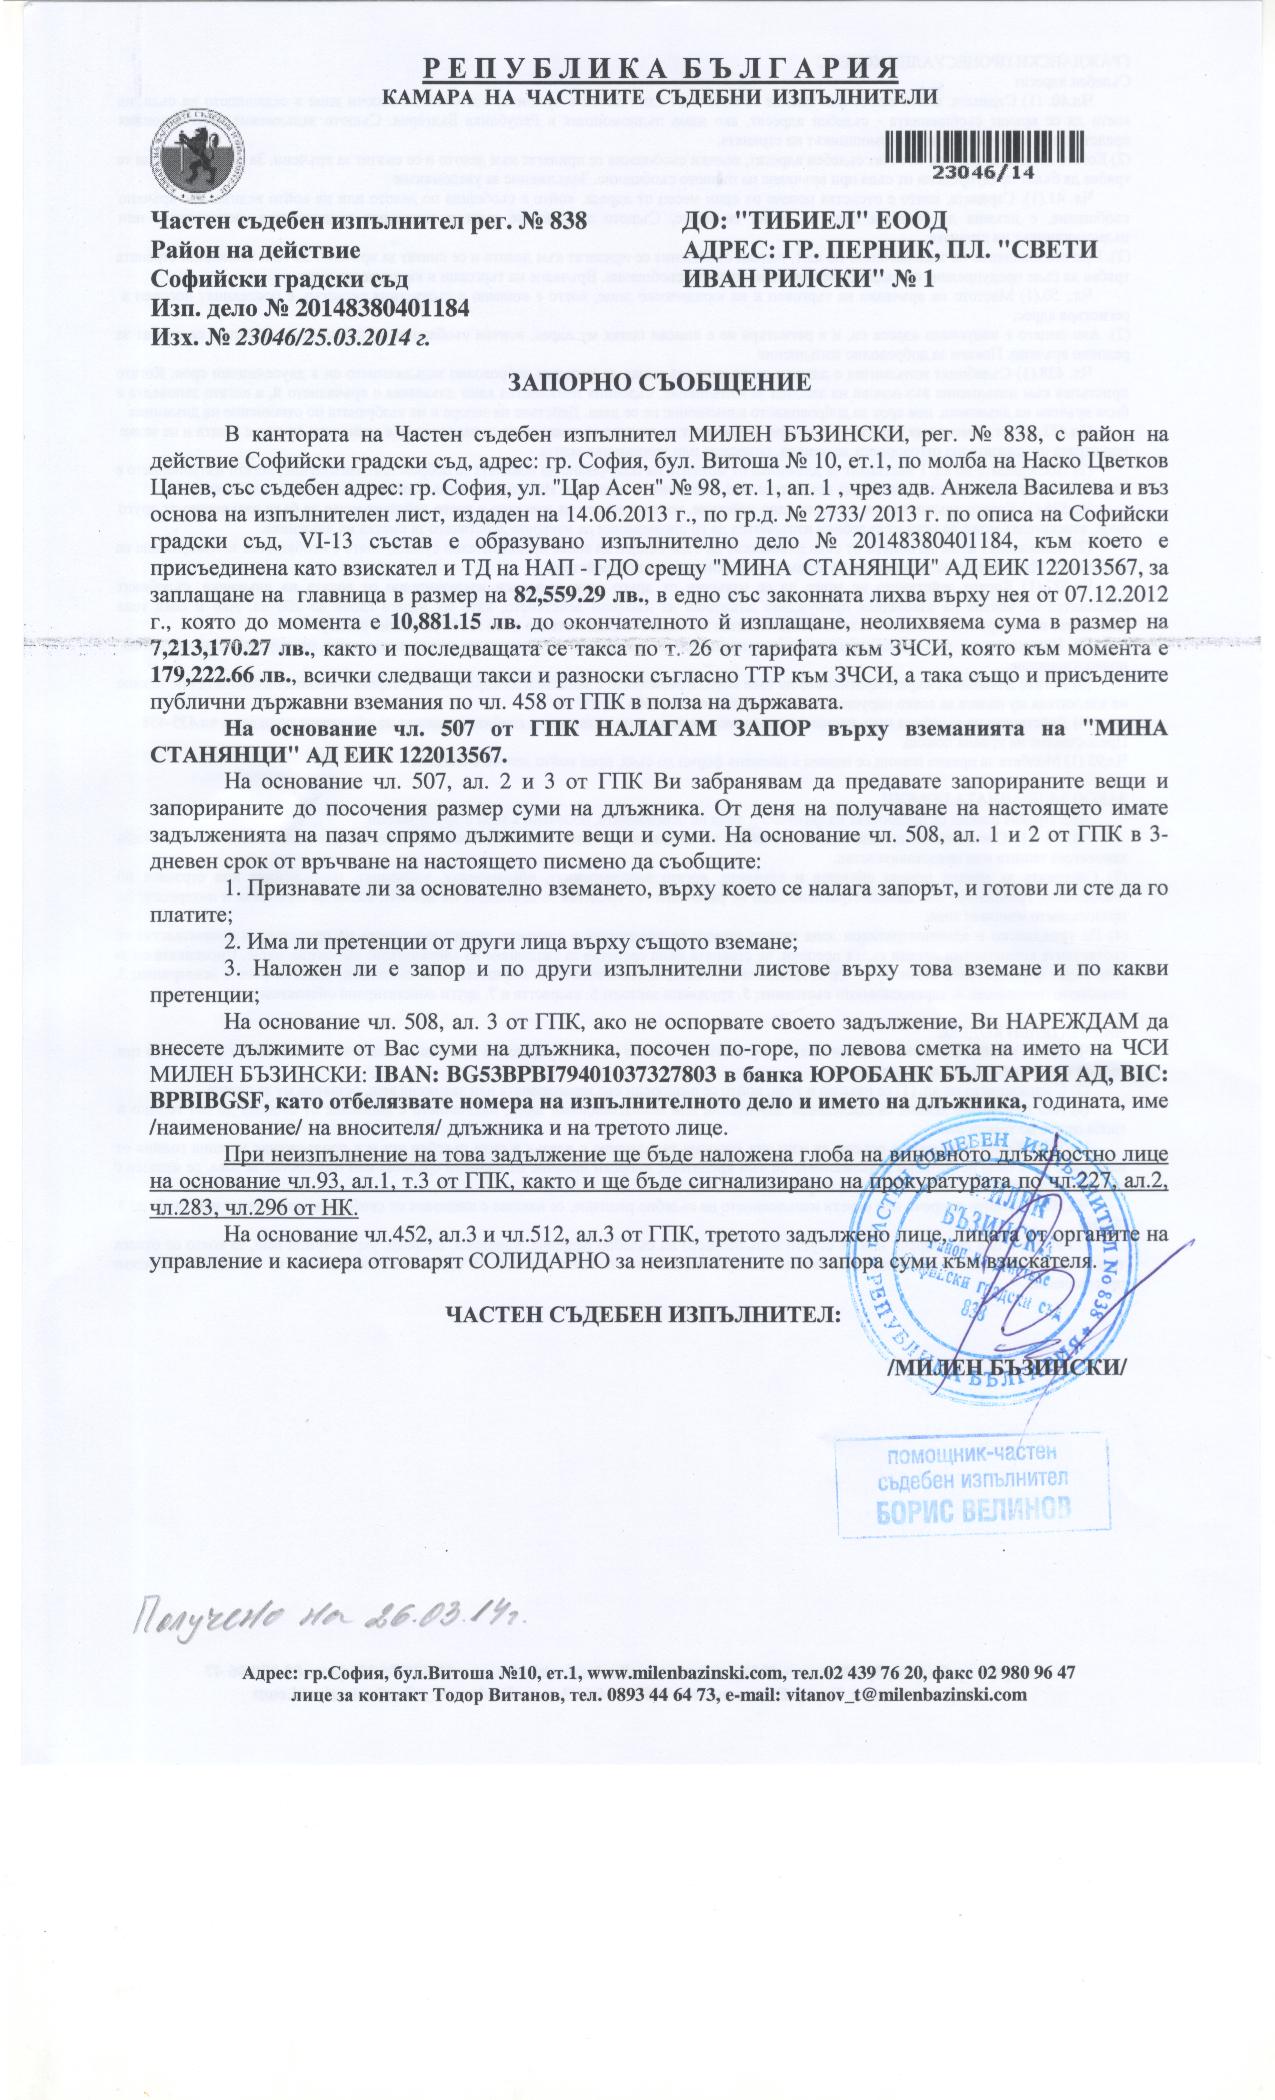 Р Е П У Б Л И К А  Б Ъ Л Г А Р И Я
КАМАРА НА ЧАСТНИТЕ СЪДЕБНИ ИЗПЪЛНИТЕЛИ
23046/14
Частен съдебен изпълнител рег. № 838
Район на действие
Софийски градски съд
Изп. дело № 20148380401184
Изх. № 23046/25.03.2014 г.
ДО: "ТИБИЕЛ" ЕООД
АДРЕС: ГР. ПЕРНИК, ПЛ. "СВЕТИ
ИВАН РИЛСКИ" № 1
ЗАПОРНО СЪОБЩЕНИЕ
В кантората на Частен съдебен изпълнител МИЛЕН БЪЗИНСКИ, рег. № 838, с район на
действие Софийски градски съд, адрес: гр. София, бул. Витоша № 10, ет.1, по молба на Наско Цветков
Цанев, със съдебен адрес: гр. София, ул. "Цар Асен" № 98, ет. 1, ап. 1 , чрез адв. Анжела Василева и въз
основа на изпълнителен лист, издаден на 14.06.2013 г., по гр.д. № 2733/ 2013 г. по описа на Софийски
градски съд, VI-13 състав е образувано изпълнително дело № 20148380401184, към което е
присъединена като взискател и ТД на НАП - ГДО срещу "МИНА СТАНЯНЦИ" АД ЕИК 122013567, за
заплащане на главница в размер на 82,559.29 лв., в едно със законната лихва върху нея от 07.12.2012
г., която до момента е 10,881.15 лв. до окончателното й изплащане, неолихвяема сума в размер на
7,213,170.27 лв., както и последващата се такса по т. 26 от тарифата към ЗЧСИ, която към момента е
179,222.66 лв., всички следващи такси и разноски съгласно ТТР към ЗЧСИ, а така също и присъдените
публични държавни вземания по чл. 458 от ГПК в полза на държавата.
На основание чл. 507 от ГПК НАЛАГАМ ЗАПОР върху вземанията на "МИНА
СТАНЯНЦИ" АД ЕИК 122013567.
На основание чл. 507, ал. 2 и 3 от ГПК Ви забранявам да предавате запорираните вещи и
запорираните до посочения размер суми на длъжника. От деня на получаване на настоящето имате
задълженията на пазач спрямо дължимите вещи и суми. На основание чл. 508, ал. 1 и 2 от ГПК в 3-
дневен срок от връчване на настоящето писмено да съобщите:
1. Признавате ли за основателно вземането, върху което се налага запорът, и готови ли сте да го
платите;
2. Има ли претенции от други лица върху същото вземане;
3. Наложен ли е запор и по други изпълнителни листове върху това вземане и по какви
претенции;
На основание чл. 508, ал. 3 от ГПК, ако не оспорвате своето задължение, Ви НАРЕЖДАМ да
внесете дължимите от Вас суми на длъжника, посочен по-горе, по левова сметка на името на ЧСИ
МИЛЕН БЪЗИНСКИ: IBAN: BG53BPBI79401037327803 в банка ЮРОБАНК БЪЛГАРИЯ АД, BIC:
BPBIBGSF, като отбелязвате номера на изпълнителното дело и името на длъжника, годината, име
/наименование/ на вносителя/ длъжника и на третото лице.
При неизпълнение на това задължение ще бъде наложена глоба на виновното длъжностно лице
на основание чл.93, ал.1, т.3 от ГПК, както и ще бъде сигнализирано на прокуратурата по чл.227, ал.2,
чл.283, чл.296 от НК.
На основание чл.452, ал.3 и чл.512, ал.3 от ГПК, третото задължено лице, лицата от органите на
управление и касиера отговарят СОЛИДАРНО за неизплатените по запора суми към взискателя.
ЧАСТЕН СЪДЕБЕН ИЗПЪЛНИТЕЛ:
ЧАСТЕН СЪДЕБЕН ИЗПЪЛНИТЕЛ № 838 * РЕПУБЛИКА БЪЛГАРИЯ
МИЛЕН
БЪЗИНСКИ
Район на действие
Софийски градски съд
838
/МИЛЕН БЪЗИНСКИ/
помощник-частен
съдебен изпълнител
БОРИС ВЕЛИНОВ
Получено на 26.03.14г.
Адрес: гр.София, бул.Витоша №10, ет.1, www.milenbazinski.com, тел.02 439 76 20, факс 02 980 96 47
лице за контакт Тодор Витанов, тел. 0893 44 64 73, e-mail: vitanov_t@milenbazinski.com